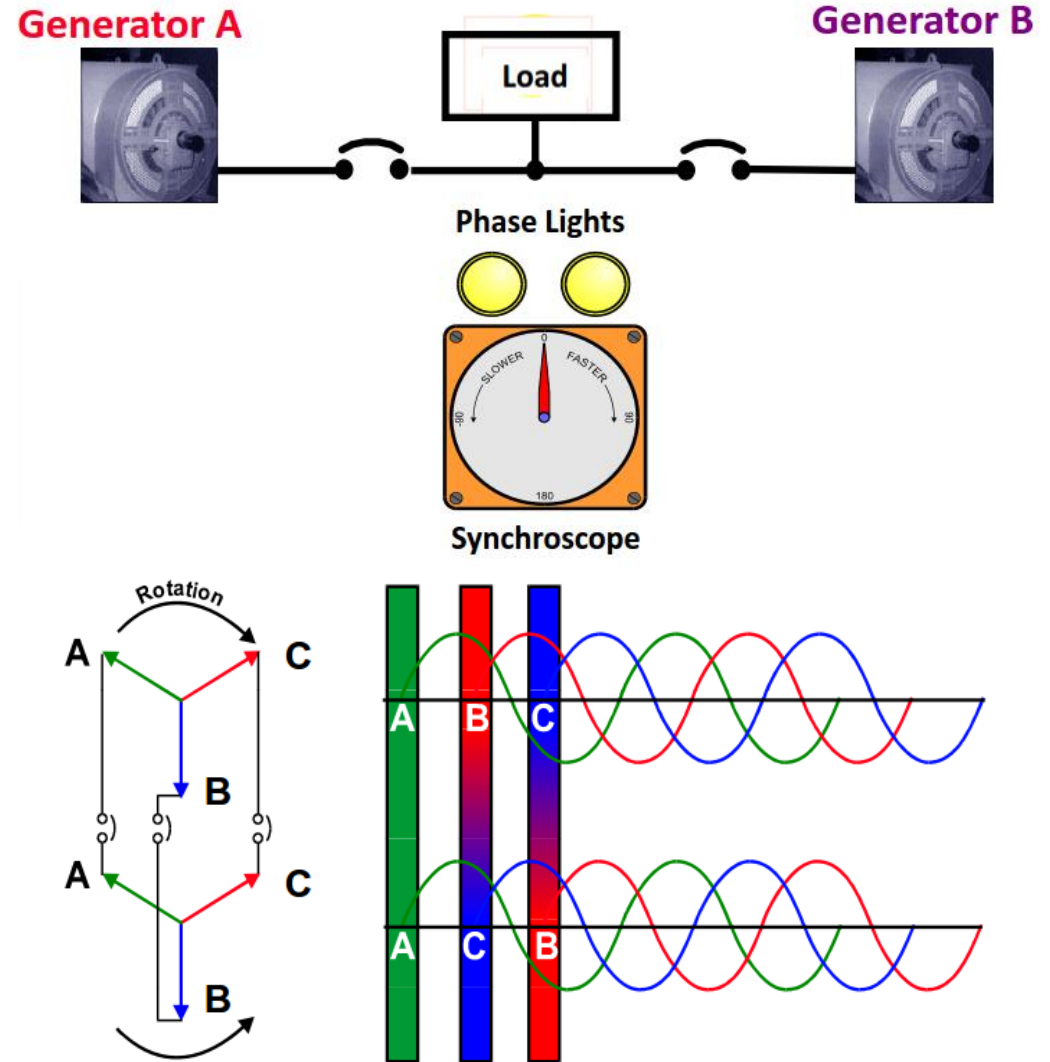 Generator A
Generator B
Load
Phase Lights
0
SLOWER
FASTER
-90
90
180
Synchroscope
Rotation
A
C
B
A
C
B
A B C
A C B